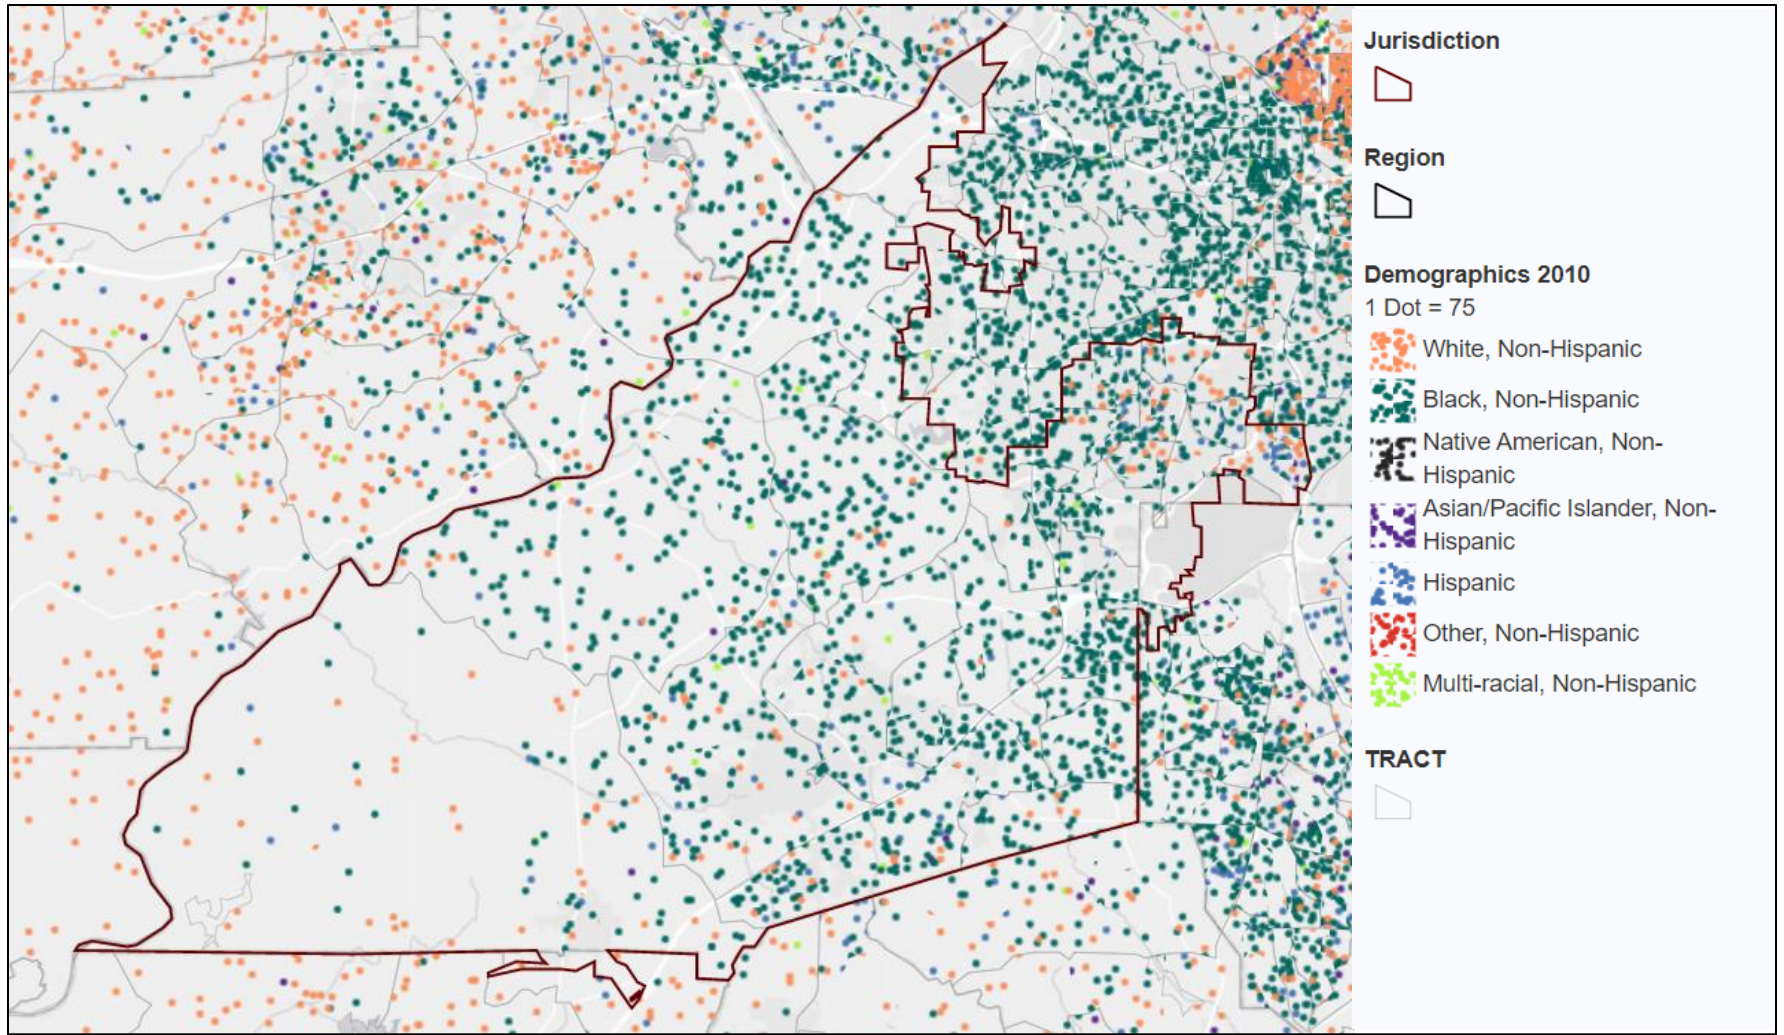 Jurisdiction
Region
Demographics 2010
1 Dot = 75
White, Non-Hispanic
Black, Non-Hispanic
Native American, Non-
Hispanic
Asian/Pacific Islander, Non-
Hispanic
Hispanic
Other, Non-Hispanic
Multi-racial, Non-Hispanic
TRACT